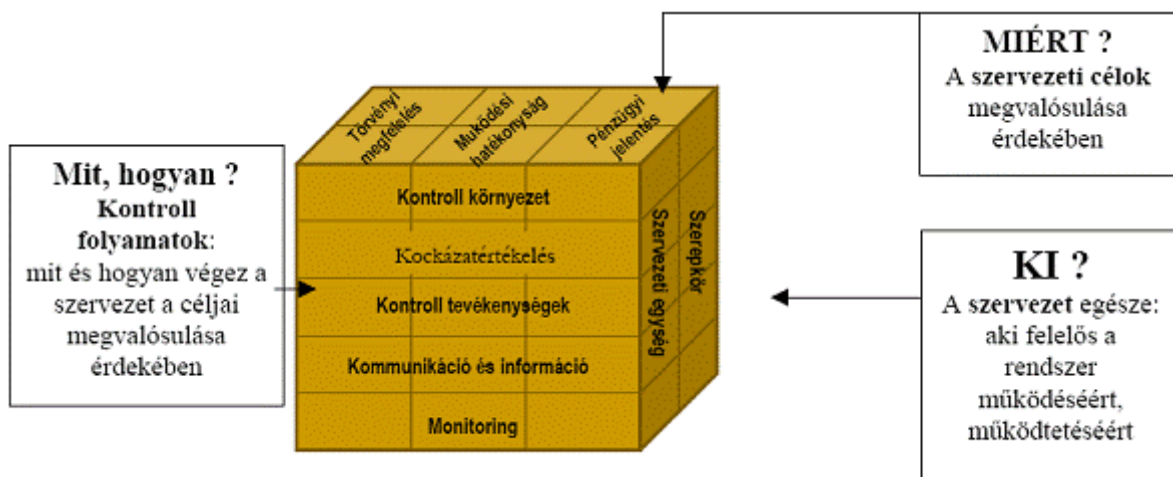 MIÉRT ?
A szervezeti célok
megvalósulása
érdekében
Törvényi
megfelelés
Muködési
hatékonyság
Pénzügyi
jelentés
Mit, hogyan ?
Kontroll
folyamatok:
mit és hogyan végez a
szervezet a céljai
megvalósulása
érdekében
Kontroll környezet
Kockázatértékelés
Kontroll tevékenységek
Kommunikáció és információ
Monitoring
Szervezeti egység
Szerepkör
KI ?
A szervezet egésze:
aki felelős a
rendszer
működéséért,
működtetéséért